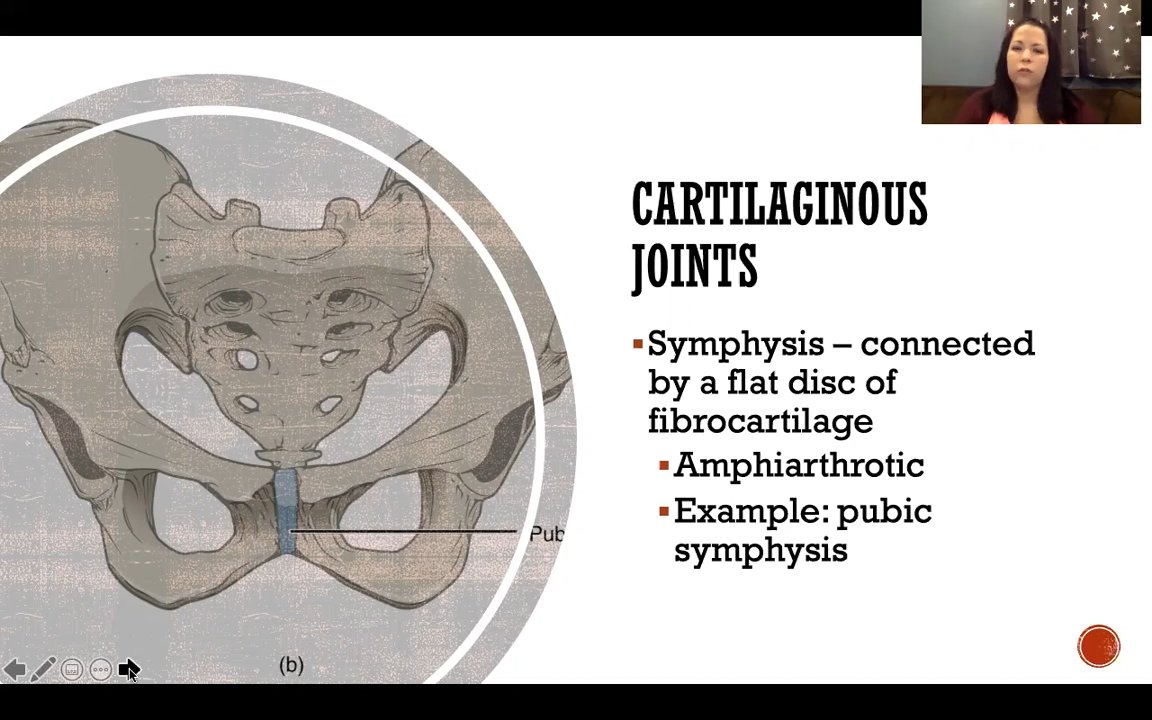 CARTILAGINOUS
JOINTS
Symphysis – connected
by a flat disc of
fibrocartilage
Amphiarthrotic
Example: pubic
symphysis
Pub
(b)